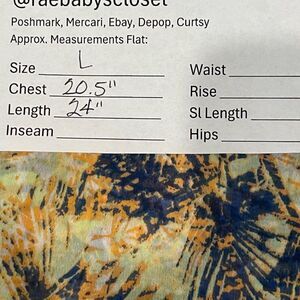 @raebabyscloset
Poshmark, Mercari, Ebay, Depop, Curtsy
Approx. Measurements Flat:
Size L Waist
Chest 20.5" Rise
Length 24" Sl Length
Inseam Hips